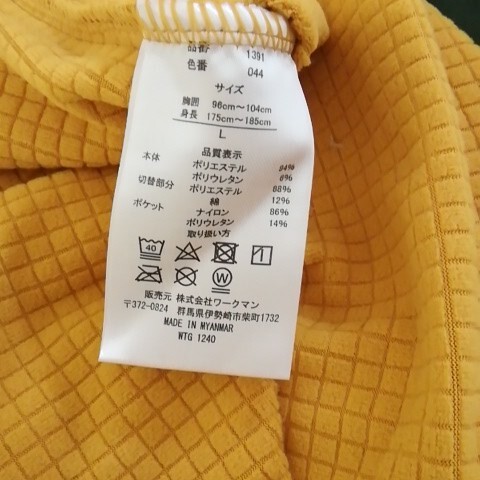 品番 1391
色番 044
サイズ
胸囲 96cm～104cm
身長 175cm～185cm
L
品質表示
本体 ポリエステル 94%
ポリウレタン 6%
切替部分 ポリエステル 88%
綿 12%
ポケット ナイロン 86%
ポリウレタン 14%
取り扱い方
40
W
販売元 株式会社ワークマン
〒372-0824 群馬県伊勢崎市柴町1732
MADE IN MYANMAR
WTG 1240